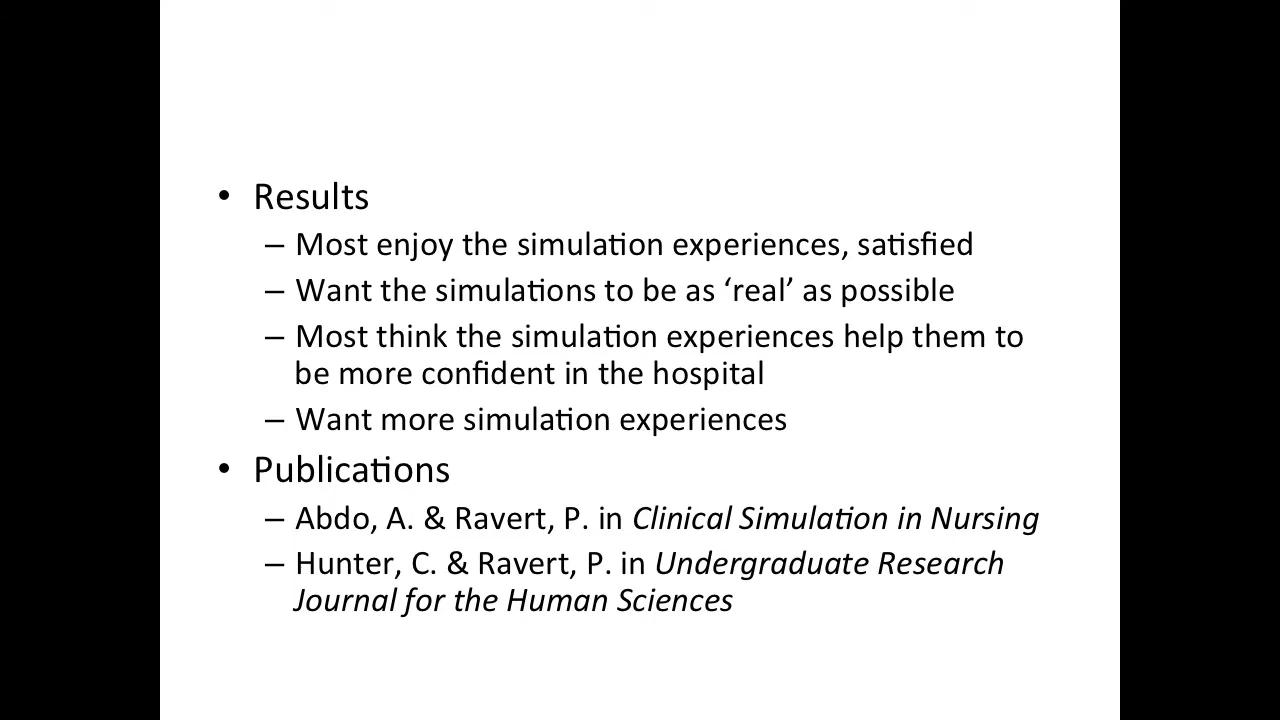 • Results
– Most enjoy the simulation experiences, satisfied
– Want the simulations to be as ‘real’ as possible
– Most think the simulation experiences help them to
be more confident in the hospital
– Want more simulation experiences
• Publications
– Abdo, A. & Ravert, P. in Clinical Simulation in Nursing
– Hunter, C. & Ravert, P. in Undergraduate Research
Journal for the Human Sciences